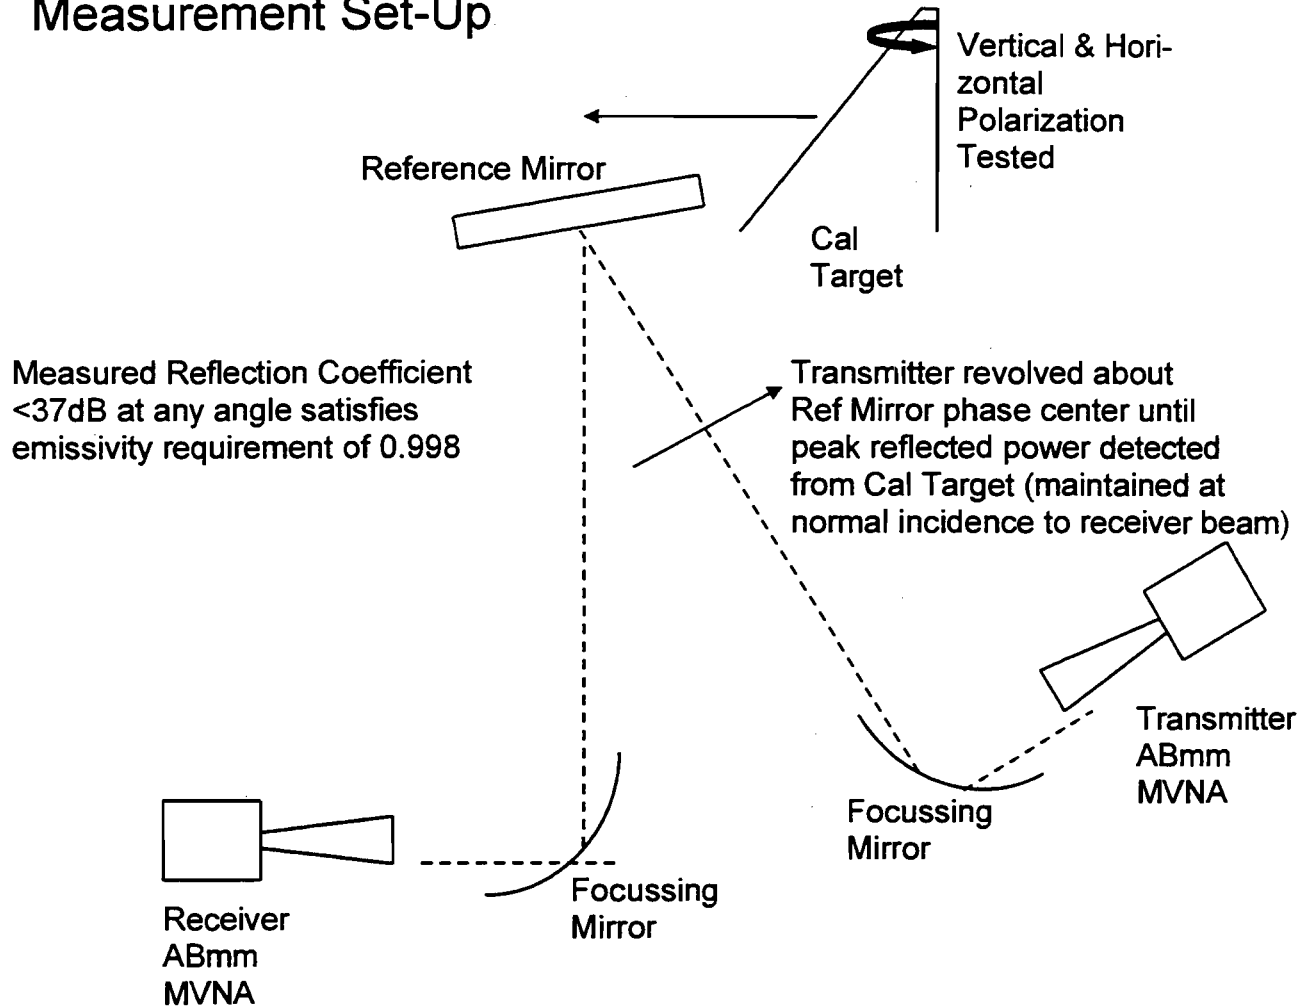 Measurement Set-Up
Vertical & Hori-
zontal
Polarization
Tested
Reference Mirror
Cal
Target
Measured Reflection Coefficient
<37dB at any angle satisfies
emissivity requirement of 0.998
Transmitter revolved about
Ref Mirror phase center until
peak reflected power detected
from Cal Target (maintained at
normal incidence to receiver beam)
Transmitter
ABmm
MVNA
Focussing
Mirror
Focussing
Mirror
Receiver
ABmm
MVNA